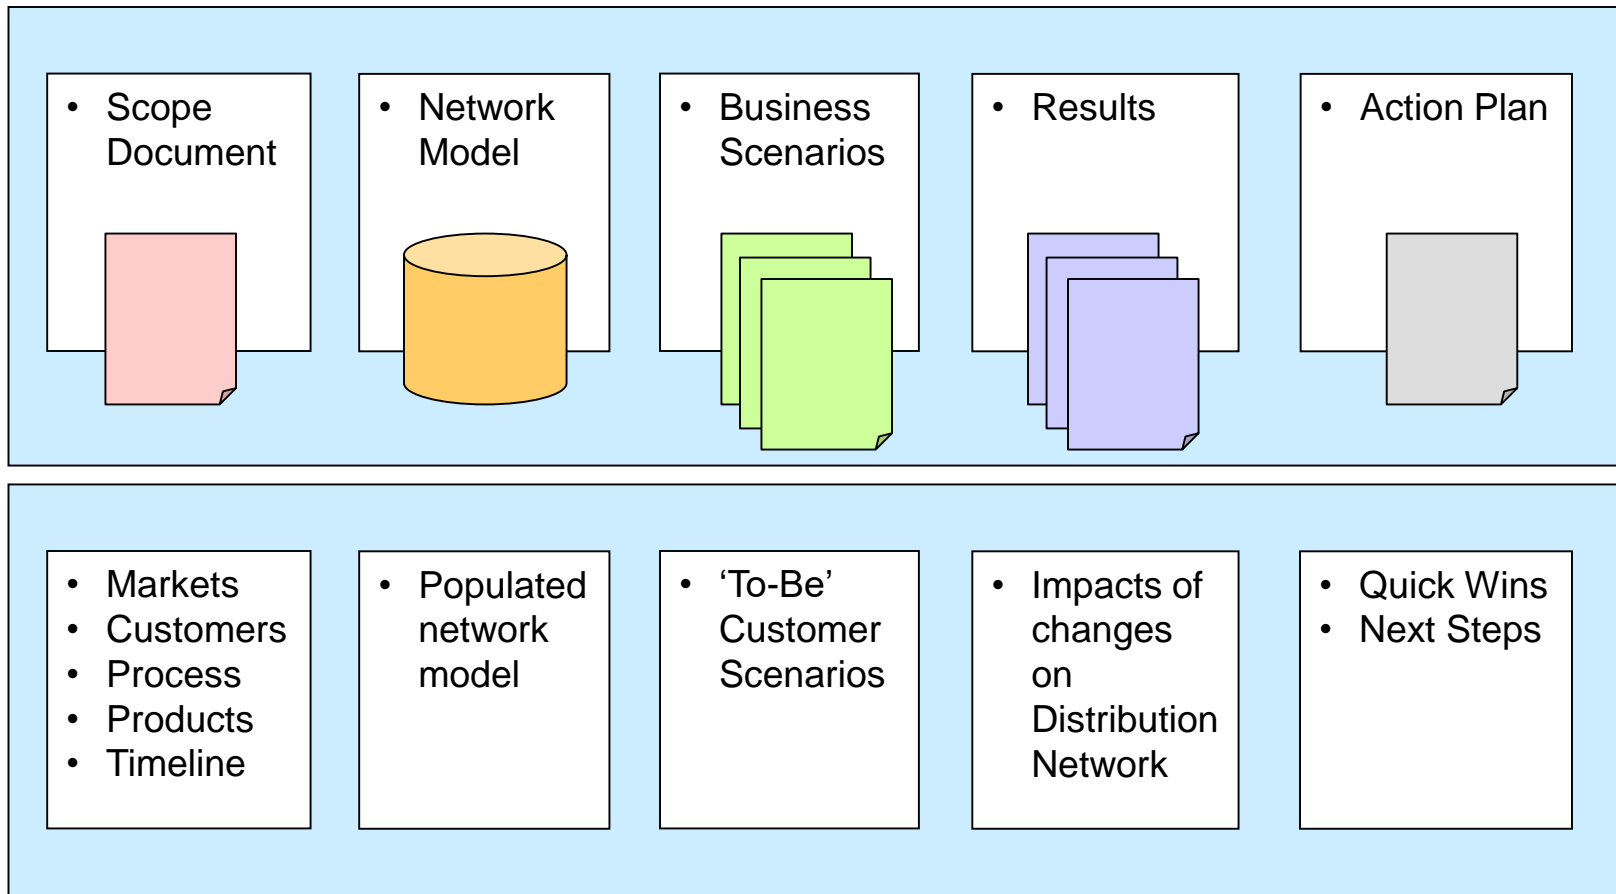 • Scope
Document
• Network
Model
• Business
Scenarios
• Results
• Action Plan
• Markets
• Customers
• Process
• Products
• Timeline
• Populated
network
model
• ‘To-Be’
Customer
Scenarios
• Impacts of
changes
on
Distribution
Network
• Quick Wins
• Next Steps